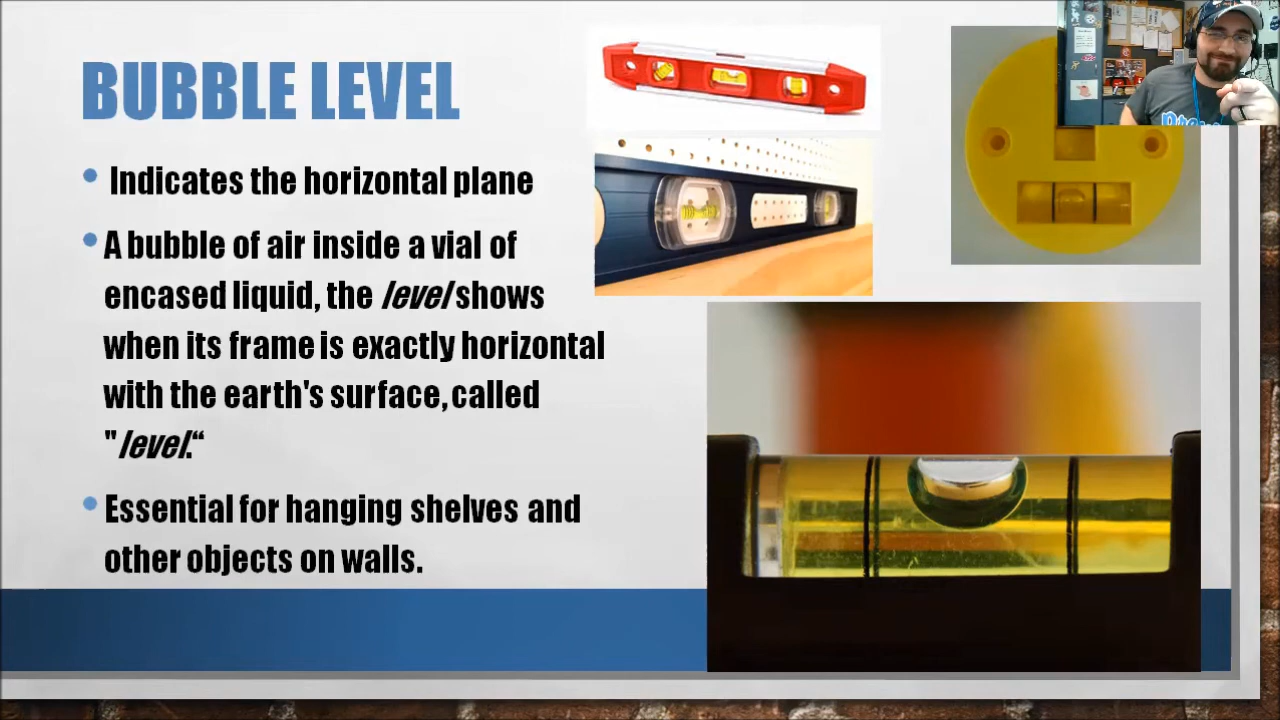 BUBBLE LEVEL
Indicates the horizontal plane
A bubble of air inside a vial of
encased liquid, the level shows
when its frame is exactly horizontal
with the earth's surface, called
"level.“
Essential for hanging shelves and
other objects on walls.